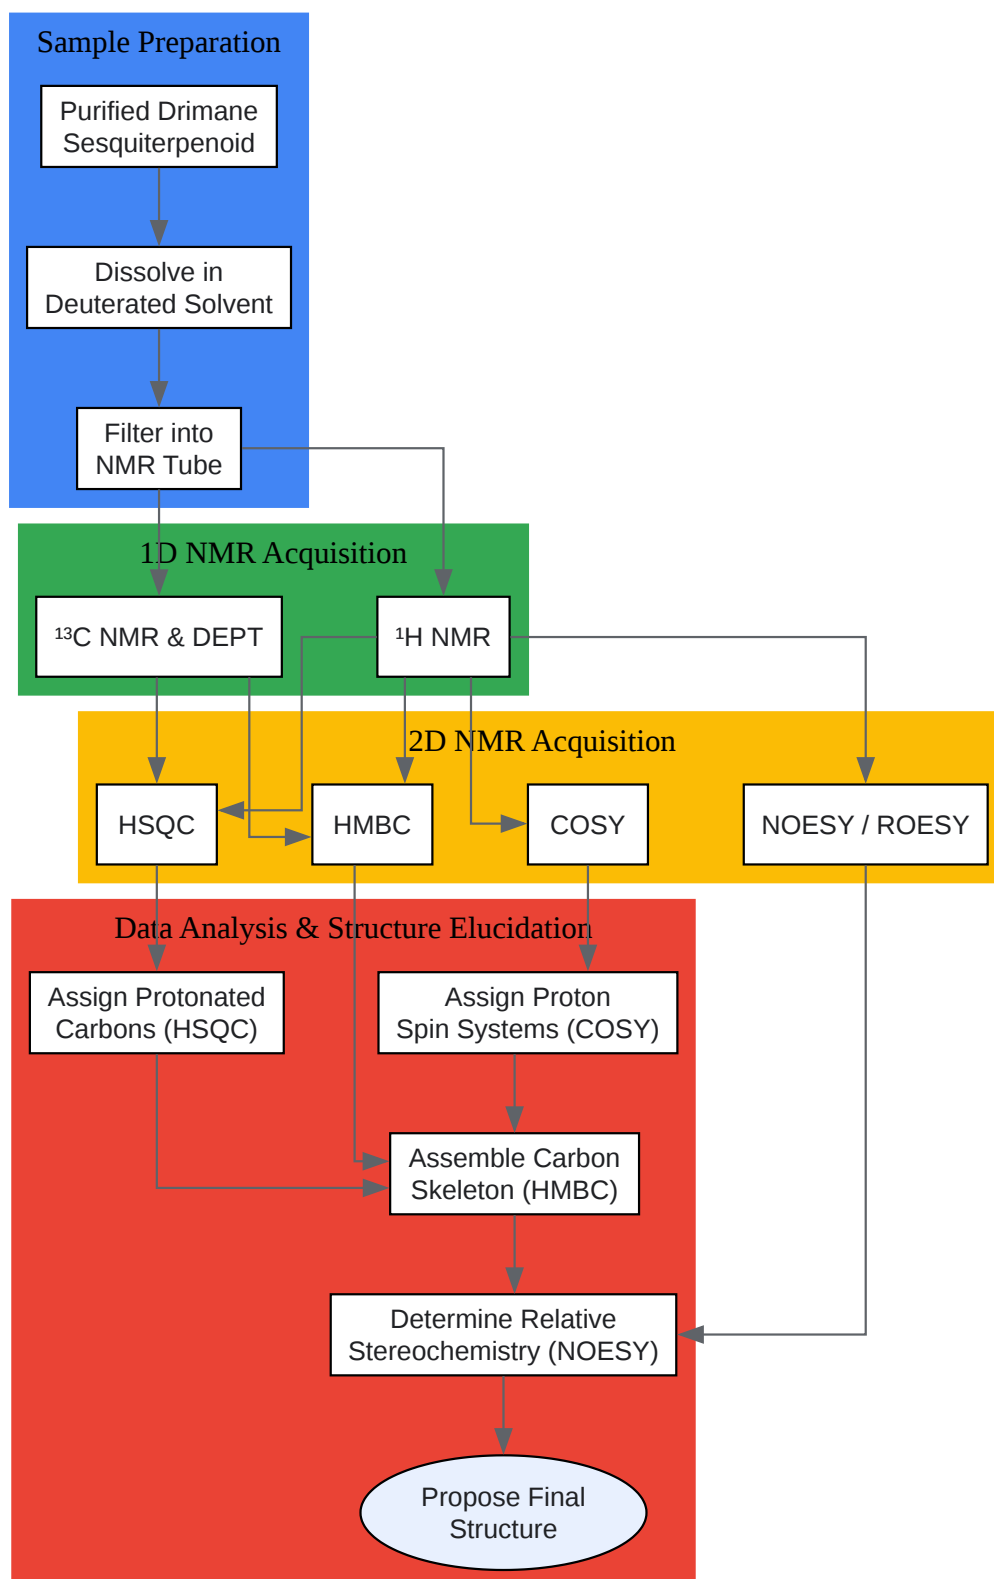 Sample Preparation
Purified Drimane
Sesquiterpenoid
Dissolve in
Deuterated Solvent
Filter into
NMR Tube
1D NMR Acquisition
¹³C NMR & DEPT
¹H NMR
2D NMR Acquisition
HSQC
HMBC
COSY
NOESY / ROESY
Data Analysis & Structure Elucidation
Assign Protonated
Carbons (HSQC)
Assign Proton
Spin Systems (COSY)
Assemble Carbon
Skeleton (HMBC)
Determine Relative
Stereochemistry (NOESY)
Propose Final
Structure